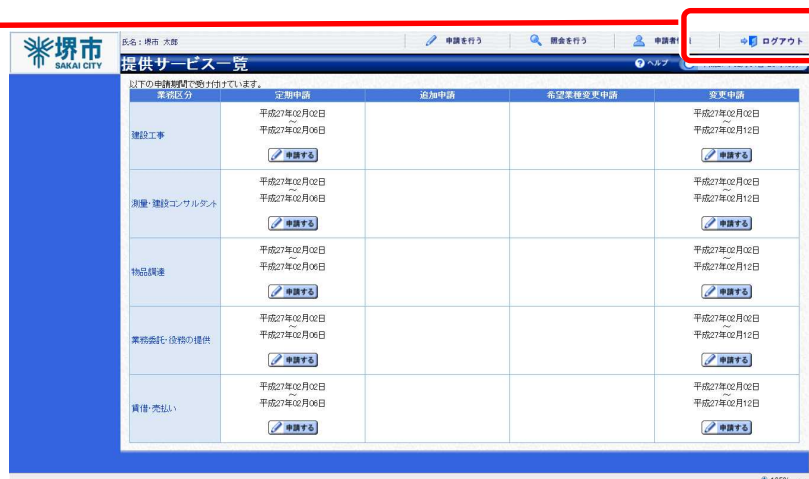 堺市
SAKAI CITY
氏名：堺市 太郎
申請を行う
照会を行う
ログアウト
提供サービス一覧
ヘルプ
以下の申請期間で受け付けています。
業務区分 定期申請 追加申請 希望業種変更申請 変更申請
建設工事
平成27年02月02日
～
平成27年02月06日
申請する
平成27年02月02日
～
平成27年02月12日
申請する
測量・建設コンサルタント
平成27年02月02日
～
平成27年02月06日
申請する
平成27年02月02日
～
平成27年02月12日
申請する
物品調達
平成27年02月02日
～
平成27年02月06日
申請する
平成27年02月02日
～
平成27年02月12日
申請する
業務委託・役務の提供
平成27年02月02日
～
平成27年02月06日
申請する
平成27年02月02日
～
平成27年02月12日
申請する
賃借・売払い
平成27年02月02日
～
平成27年02月06日
申請する
平成27年02月02日
～
平成27年02月12日
申請する